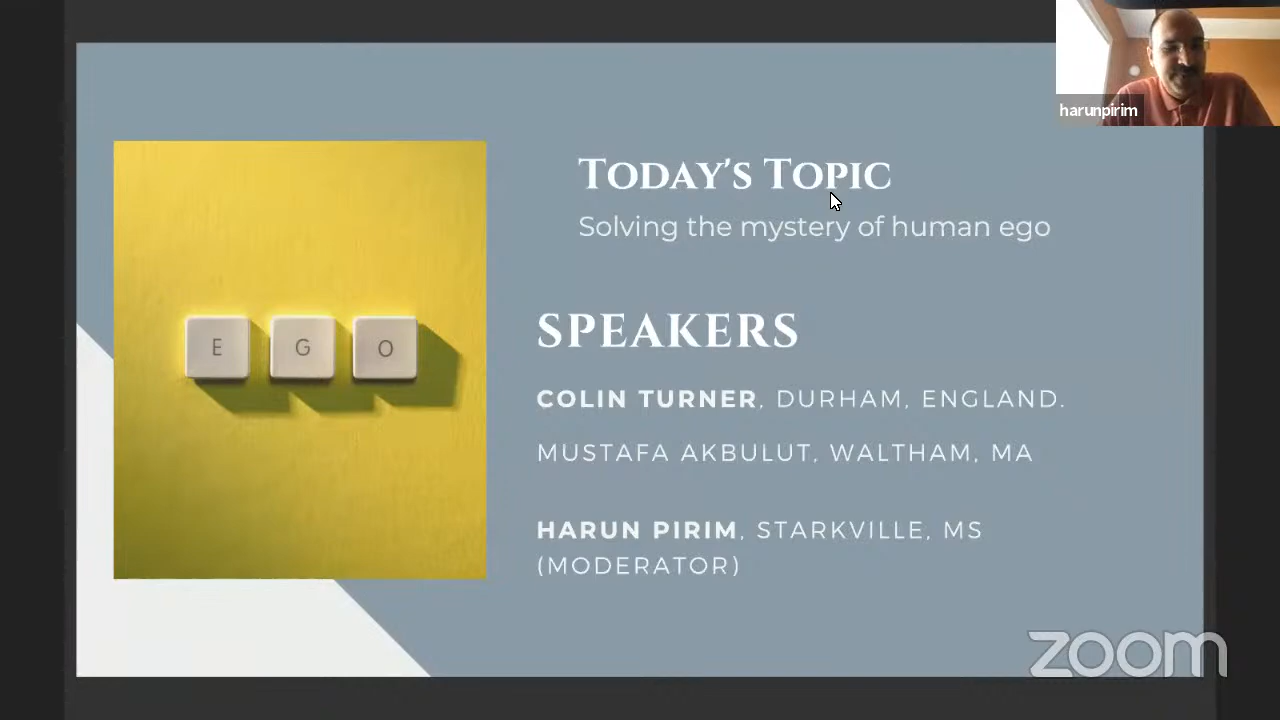 harunpirim
TODAY'S TOPIC
Solving the mystery of human ego
E G O
SPEAKERS
COLIN TURNER, DURHAM, ENGLAND.
MUSTAFA AKBULUT, WALTHAM, MA
HARUN PIRIM, STARKVILLE, MS
(MODERATOR)
zoom